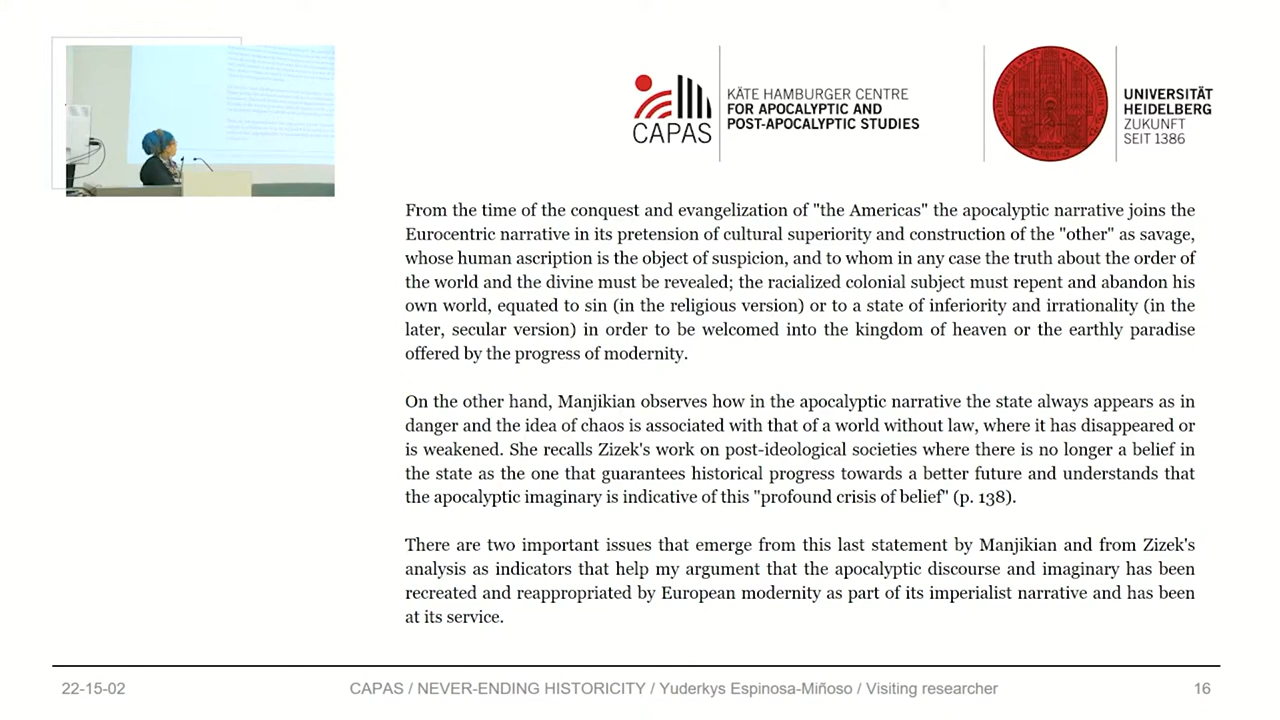 CAPAS
KÄTE HAMBURGER CENTRE
FOR APOCALYPTIC AND
POST-APOCALYPTIC STUDIES
UNIVERSITÄT
HEIDELBERG
ZUKUNFT
SEIT 1386
From the time of the conquest and evangelization of "the Americas" the apocalyptic narrative joins the
Eurocentric narrative in its pretension of cultural superiority and construction of the "other" as savage,
whose human ascription is the object of suspicion, and to whom in any case the truth about the order of
the world and the divine must be revealed; the racialized colonial subject must repent and abandon his
own world, equated to sin (in the religious version) or to a state of inferiority and irrationality (in the
later, secular version) in order to be welcomed into the kingdom of heaven or the earthly paradise
offered by the progress of modernity.
On the other hand, Manjikian observes how in the apocalyptic narrative the state always appears as in
danger and the idea of chaos is associated with that of a world without law, where it has disappeared or
is weakened. She recalls Zizek's work on post-ideological societies where there is no longer a belief in
the state as the one that guarantees historical progress towards a better future and understands that
the apocalyptic imaginary is indicative of this "profound crisis of belief" (p. 138).
There are two important issues that emerge from this last statement by Manjikian and from Zizek's
analysis as indicators that help my argument that the apocalyptic discourse and imaginary has been
recreated and reappropriated by European modernity as part of its imperialist narrative and has been
at its service.
22-15-02
CAPAS / NEVER-ENDING HISTORICITY / Yuderkys Espinosa-Miñoso / Visiting researcher
16